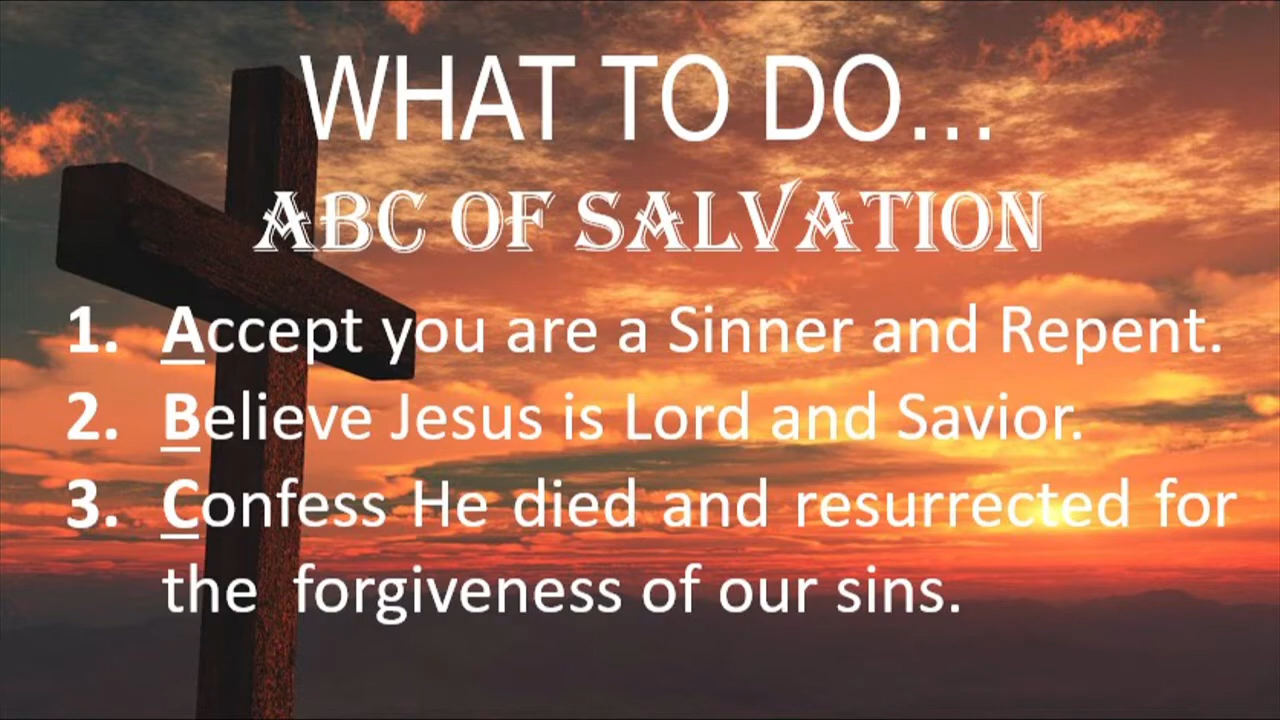 WHAT TO DO…
ABC OF SALVATION
1. Accept you are a Sinner and Repent.
2. Believe Jesus is Lord and Savior.
3. Confess He died and resurrected for
the forgiveness of our sins.